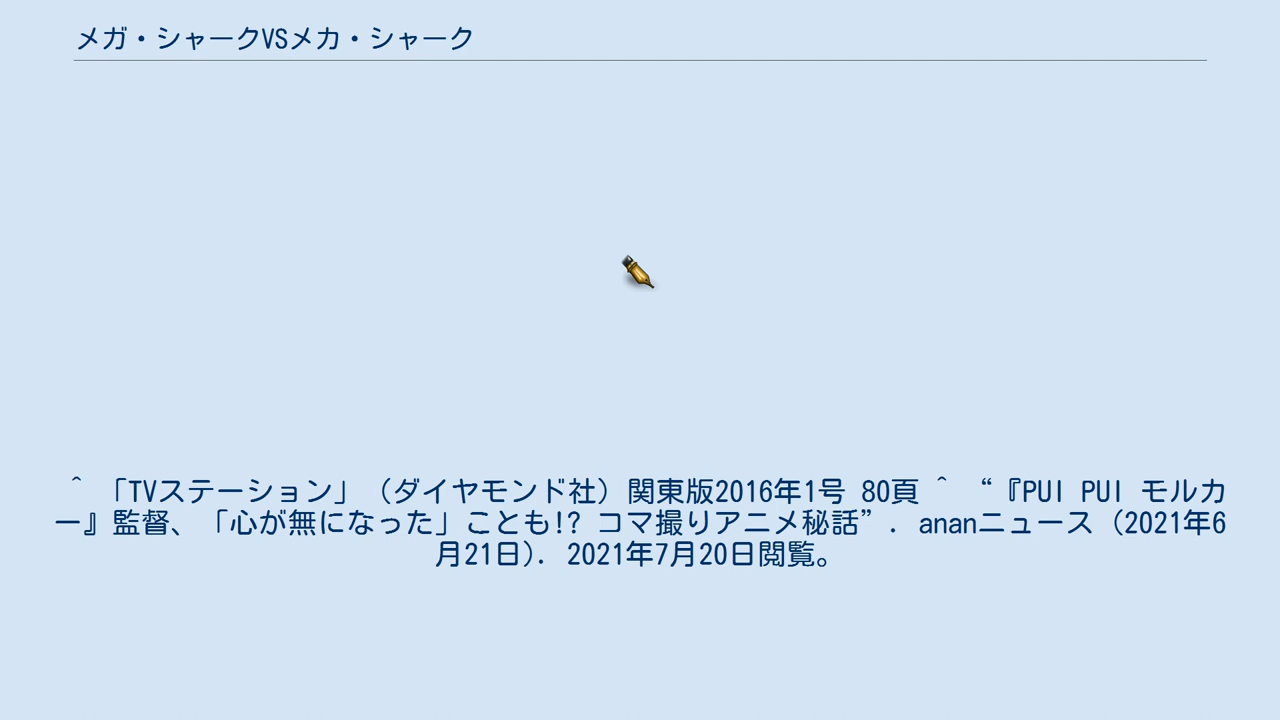 メガ・シャークVSメカ・シャーク
^ 「TVステーション」（ダイヤモンド社）関東版2016年1号 80頁 ^ “『PUI PUI モルカ
ー』監督、「心が無になった」ことも!? コマ撮りアニメ秘話”. ananニュース (2021年6
月21日). 2021年7月20日閲覧。